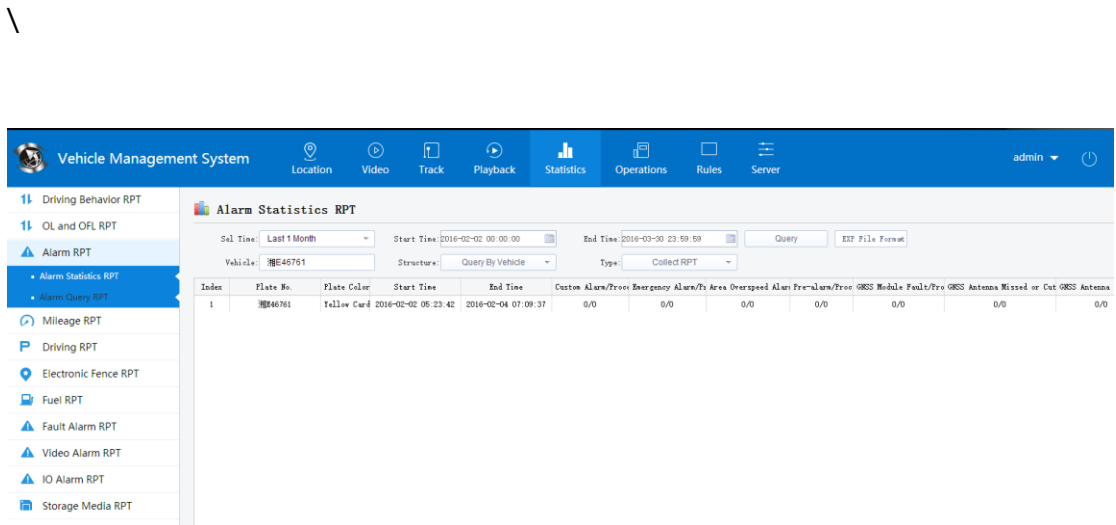 \
Vehicle Management System
Location Video Track Playback Statistics Operations Rules Server
admin
Driving Behavior RPT
OL and OFL RPT
Alarm RPT
Alarm Statistics RPT
Alarm Query RPT
Mileage RPT
Driving RPT
Electronic Fence RPT
Fuel RPT
Fault Alarm RPT
Video Alarm RPT
IO Alarm RPT
Storage Media RPT
Alarm Statistics RPT
Sel Time: Last 1 Month Start Time: 2016-02-02 00:00:00 End Time: 2016-03-30 23:59:59 Query EXP File Format
Vehicle: 湘E46761 Structure: Query By Vehicle Type: Collect RPT
Index Plate No. Plate Color Start Time End Time Custom Alarm/Proc Emergency Alarm/Pr Area Overspeed Alarm Pre-alarm/Proc GNSS Module Fault/Pro GNSS Antenna Missed or Cut GNSS Antenna
1 湘E46761 Yellow Card 2016-02-02 05:23:42 2016-02-04 07:09:37 0/0 0/0 0/0 0/0 0/0 0/0 0/0